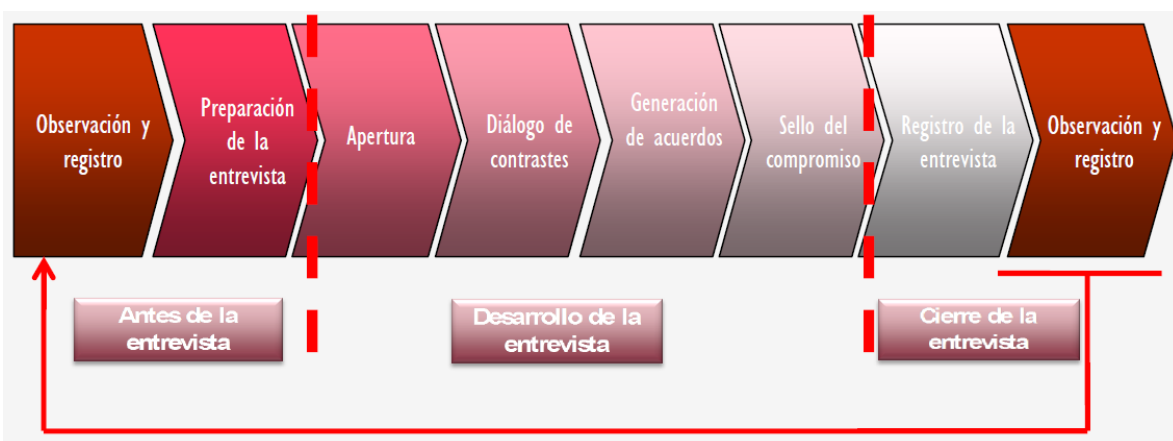 Observación y
registro
Preparación
de la
entrevista
Apertura
Diálogo de
contrastes
Generación
de acuerdos
Sello del
compromiso
Registro de la
entrevista
Observación y
registro
Antes de la
entrevista
Desarrollo de la
entrevista
Cierre de la
entrevista